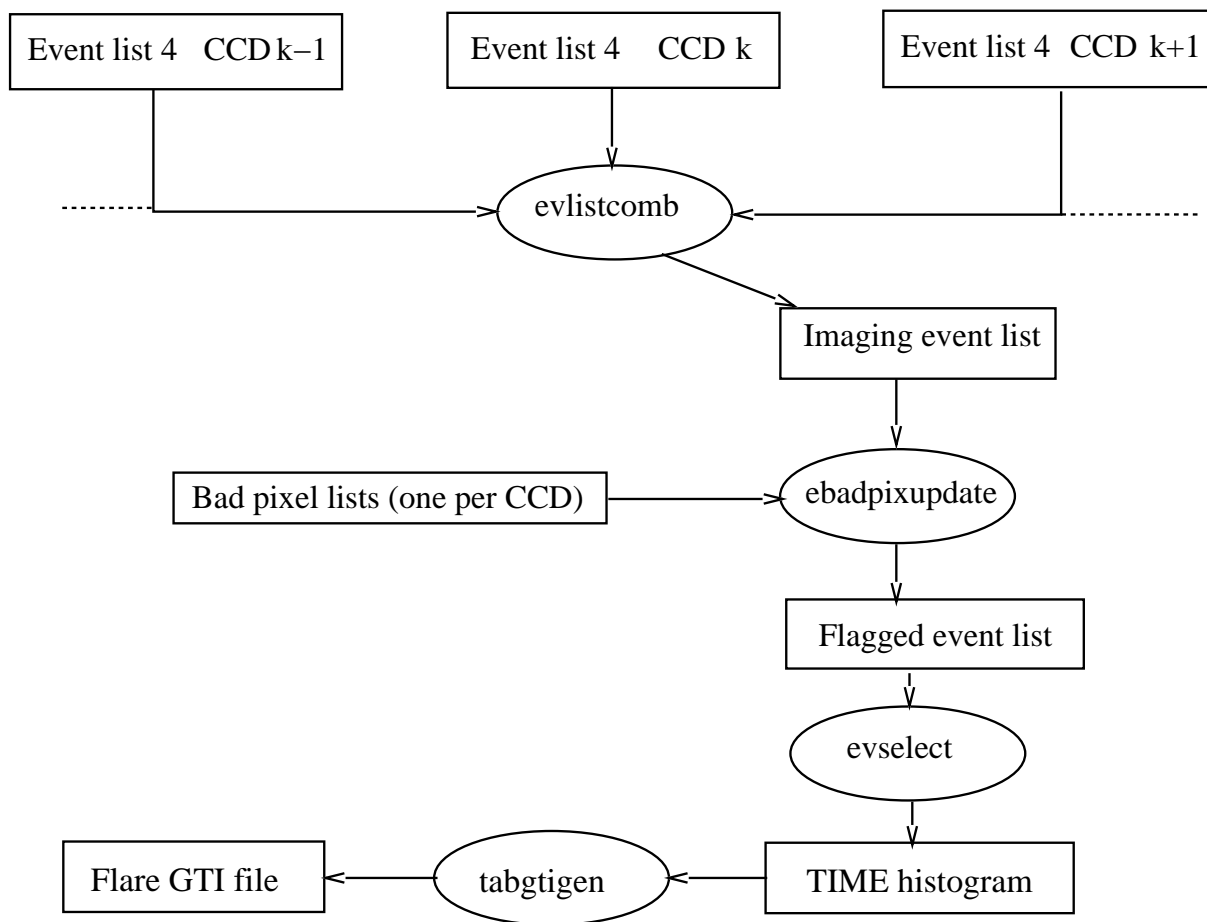 Event list 4 CCD k−1
Event list 4 CCD k
Event list 4 CCD k+1
evlistcomb
Imaging event list
Bad pixel lists (one per CCD)
ebadpixupdate
Flagged event list
evselect
Flare GTI file
tabgtigen
TIME histogram